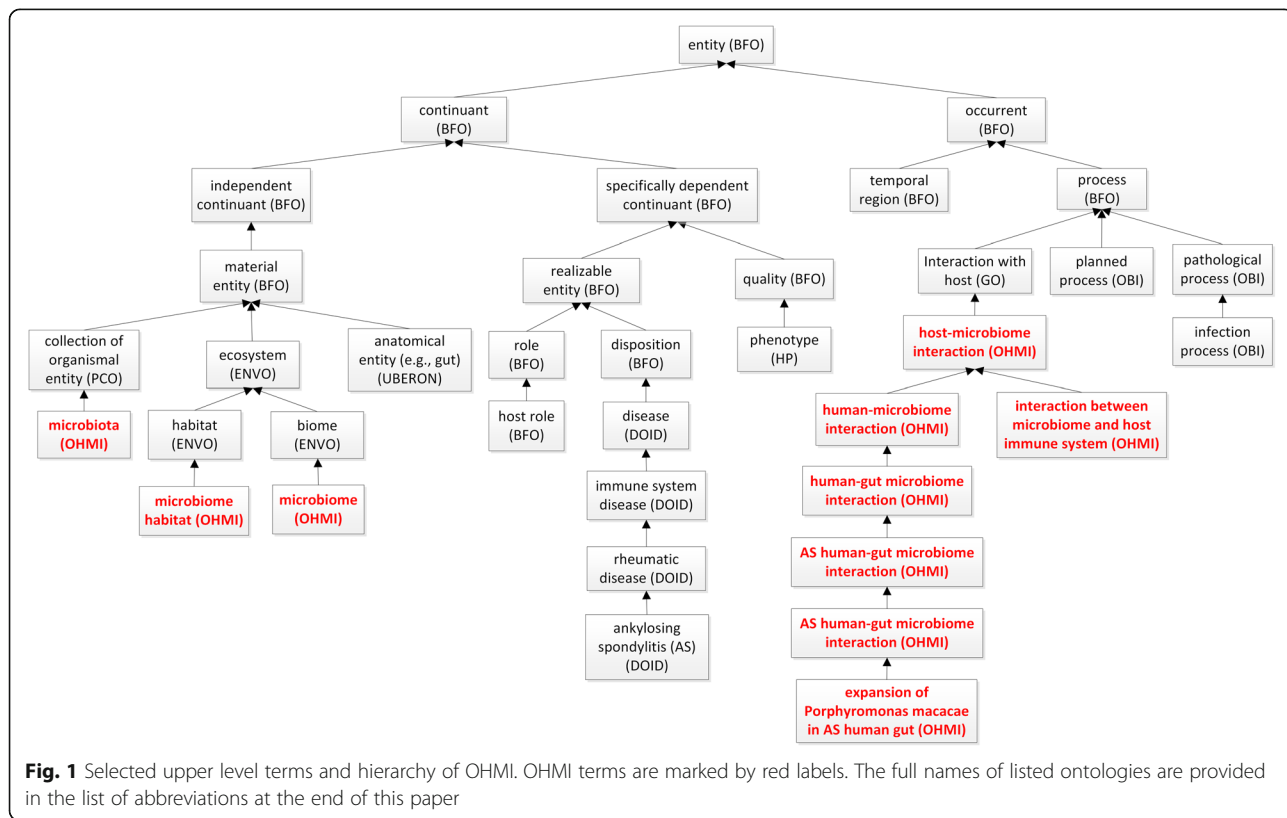 entity (BFO)
continuant
(BFO)
occurrent
(BFO)
independent
continuant (BFO)
specifically dependent
continuant (BFO)
temporal
region (BFO)
process
(BFO)
material
entity (BFO)
realizable
entity (BFO)
quality (BFO)
Interaction with
host (GO)
planned
process (OBI)
pathological
process (OBI)
collection of
organismal
entity (PCO)
ecosystem
(ENVO)
anatomical
entity (e.g., gut)
(UBERON)
role
(BFO)
disposition
(BFO)
phenotype
(HP)
host-microbiome
interaction (OHMI)
infection
process (OBI)
microbiota
(OHMI)
habitat
(ENVO)
biome
(ENVO)
host role
(BFO)
disease
(DOID)
human-microbiome
interaction (OHMI)
interaction between
microbiome and host
immune system (OHMI)
microbiome
habitat (OHMI)
microbiome
(OHMI)
immune system
disease (DOID)
human-gut microbiome
interaction (OHMI)
rheumatic
disease (DOID)
AS human-gut microbiome
interaction (OHMI)
ankylosing
spondylitis (AS)
(DOID)
AS human-gut microbiome
interaction (OHMI)
expansion of
Porphyromonas macacae
in AS human gut (OHMI)
Fig. 1 Selected upper level terms and hierarchy of OHMI. OHMI terms are marked by red labels. The full names of listed ontologies are provided
in the list of abbreviations at the end of this paper